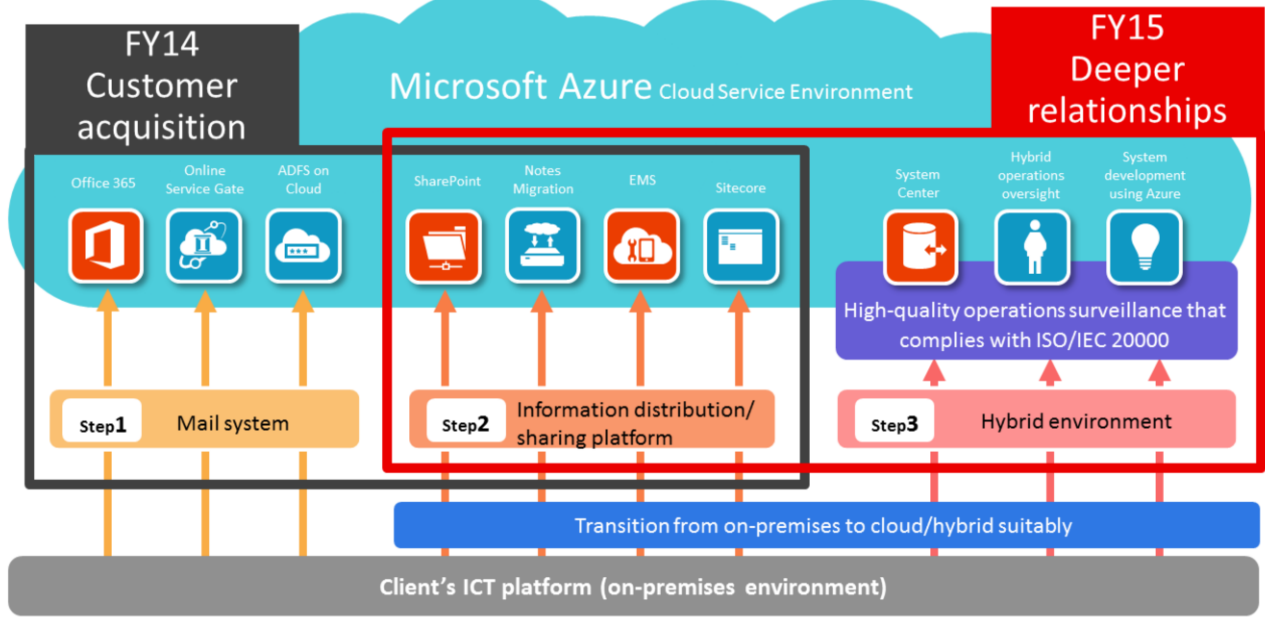 FY14
Customer
acquisition
Microsoft Azure Cloud Service Environment
FY15
Deeper
relationships
Office 365
Online
Service Gate
ADFS on
Cloud
SharePoint
Notes
Migration
EMS
Sitecore
System
Center
Hybrid
operations
oversight
System
development
using Azure
High-quality operations surveillance that
complies with ISO/IEC 20000
Step1
Mail system
Step2
Information distribution/
sharing platform
Step3
Hybrid environment
Transition from on-premises to cloud/hybrid suitably
Client's ICT platform (on-premises environment)